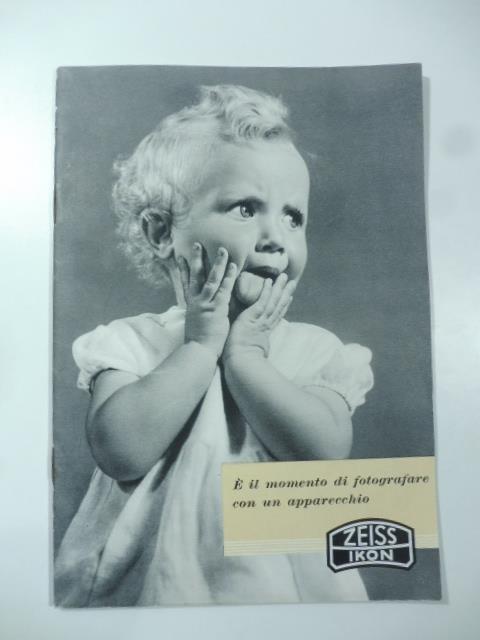 È il momento di fotografare
con un apparecchio
ZEISS
IKON